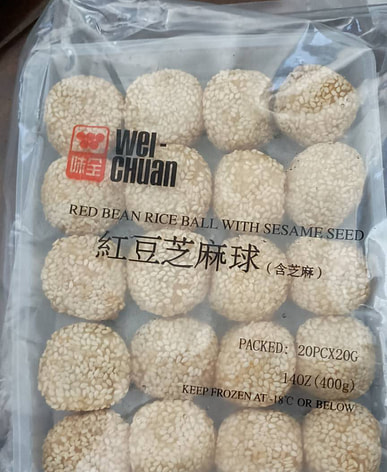 味全
WEI-
CHUAN
RED BEAN RICE BALL WITH SESAME SEED
紅豆芝麻球(含芝麻)
PACKED: 20PCX20G
14OZ(400g)
KEEP FROZEN AT -18℃ OR BELOW